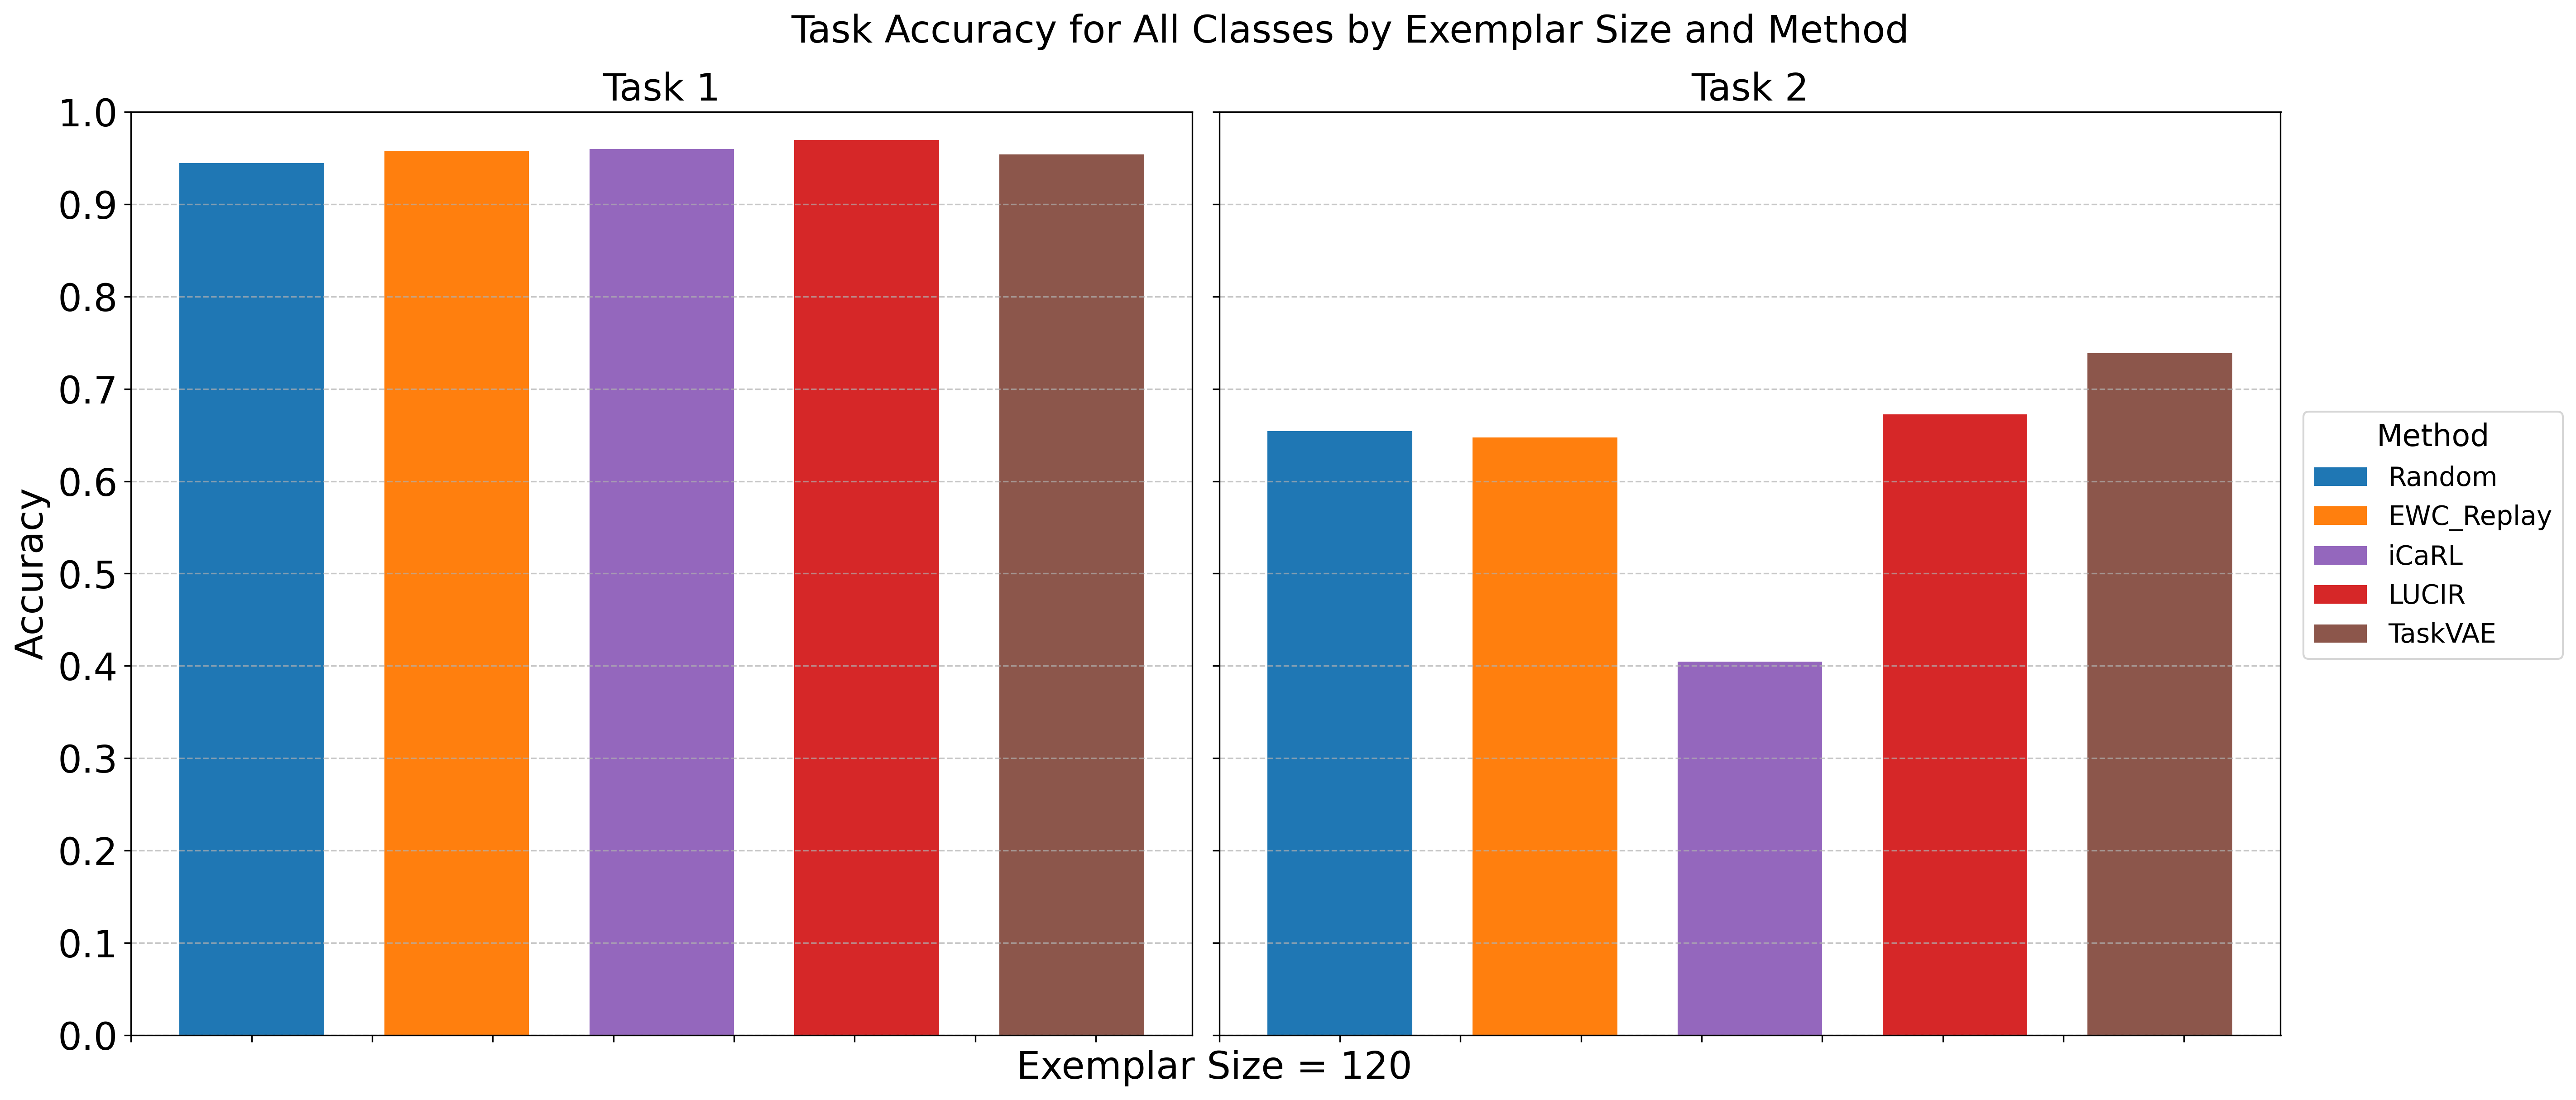 Task Accuracy for All Classes by Exemplar Size and Method
Task 1
Task 2
1.0
0.9
0.8
0.7
0.6
0.5
0.4
0.3
0.2
0.1
0.0
Accuracy
Exemplar Size = 120
Method
Random
EWC_Replay
iCaRL
LUCIR
TaskVAE